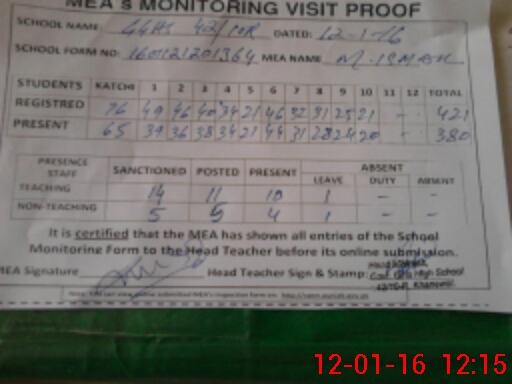 MEA's MONITORING VISIT PROOF
SCHOOL NAME: GGHS 42/10R DATED: 12-1-16
SCHOOL FORM NO: MEA NAME M. ISMAIL
STUDENTS KATCHI 1 2 3 4 5 6 7 8 9 10 11 12 TOTAL
REGISTRED 76 49 46 40 34 21 46 32 31 25 21 - - 421
PRESENT 65 39 36 38 34 21 44 31 28 24 20 - 380
PRESENCE STAFF SANCTIONED POSTED PRESENT ABSENT
LEAVE DUTY ABSENT
TEACHING 14 11 10 1 - -
NON-TEACHING 5 5 4 1 - -
It is certified that the MEA has shown all entries of the School
Monitoring Form to the Head Teacher before its online submission.
MEA Signature Head Teacher Sign & Stamp:
Govt. Girls High School
42/10-R Khanewal
12-01-16 12:15